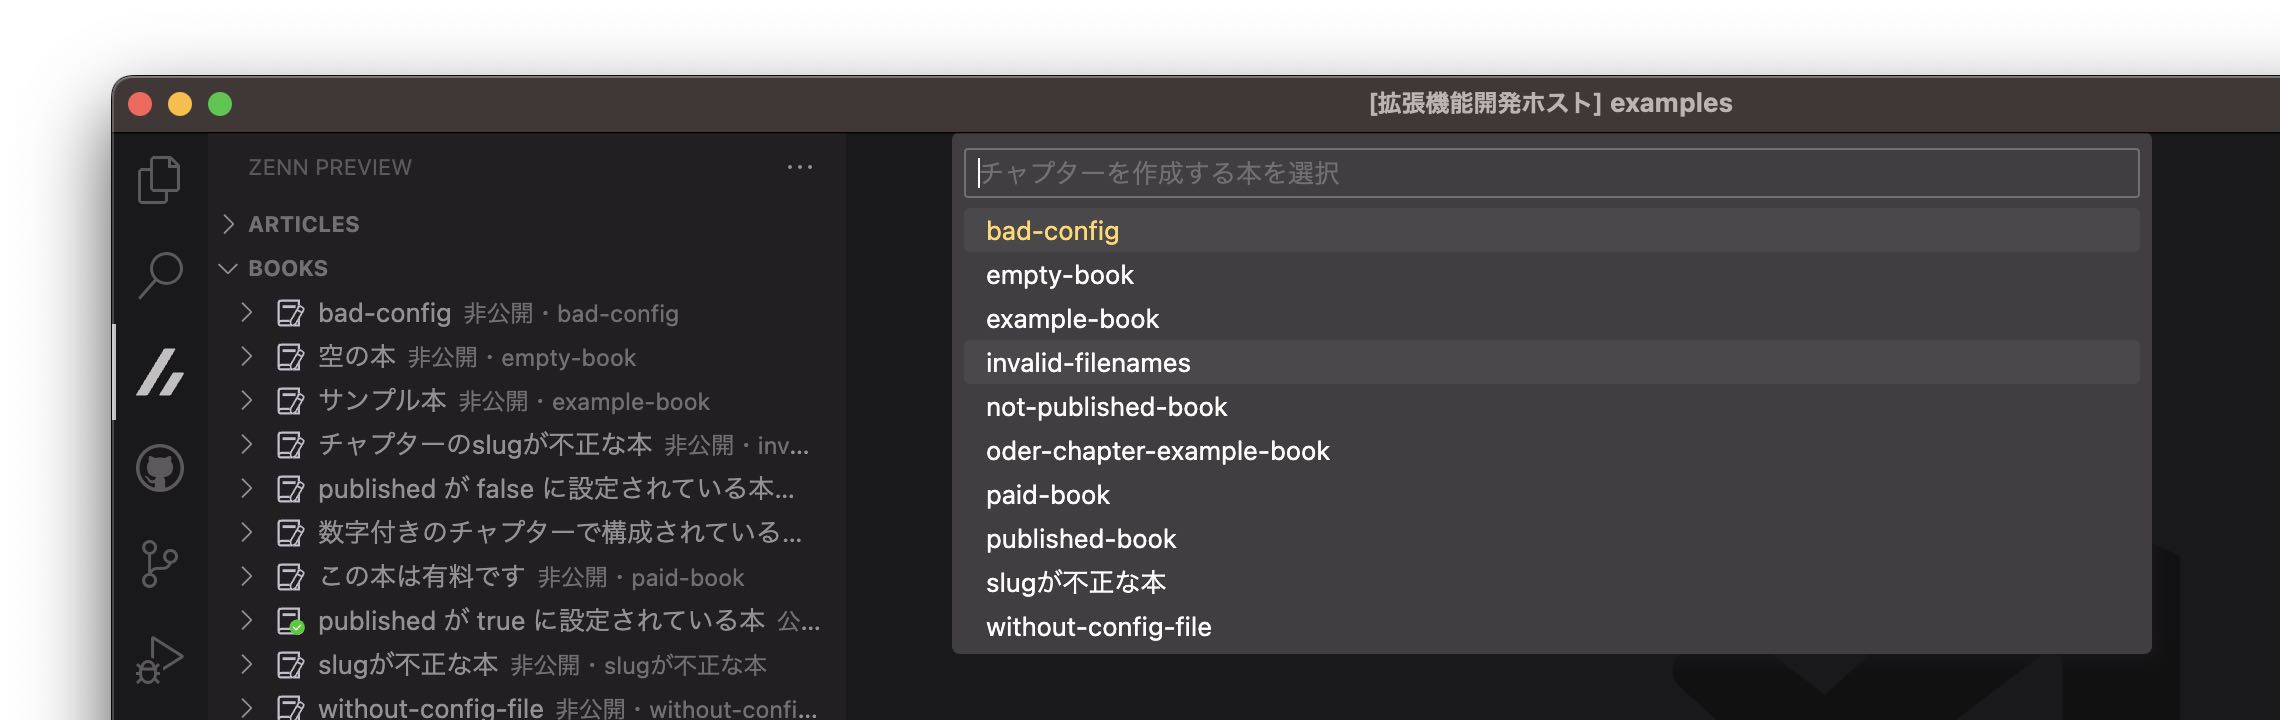 [拡張機能開発ホスト] examples
ZENN PREVIEW
ARTICLES
BOOKS
bad-config 非公開・bad-config
空の本 非公開・empty-book
サンプル本 非公開・example-book
チャプターのslugが不正な本 非公開・inv...
published が false に設定されている本...
数字付きのチャプターで構成されている...
この本は有料です 非公開・paid-book
published が true に設定されている本 公...
slugが不正な本 非公開・slugが不正な本
without-config-file 非公開・without-confi...
チャプターを作成する本を選択
bad-config
empty-book
example-book
invalid-filenames
not-published-book
oder-chapter-example-book
paid-book
published-book
slugが不正な本
without-config-file